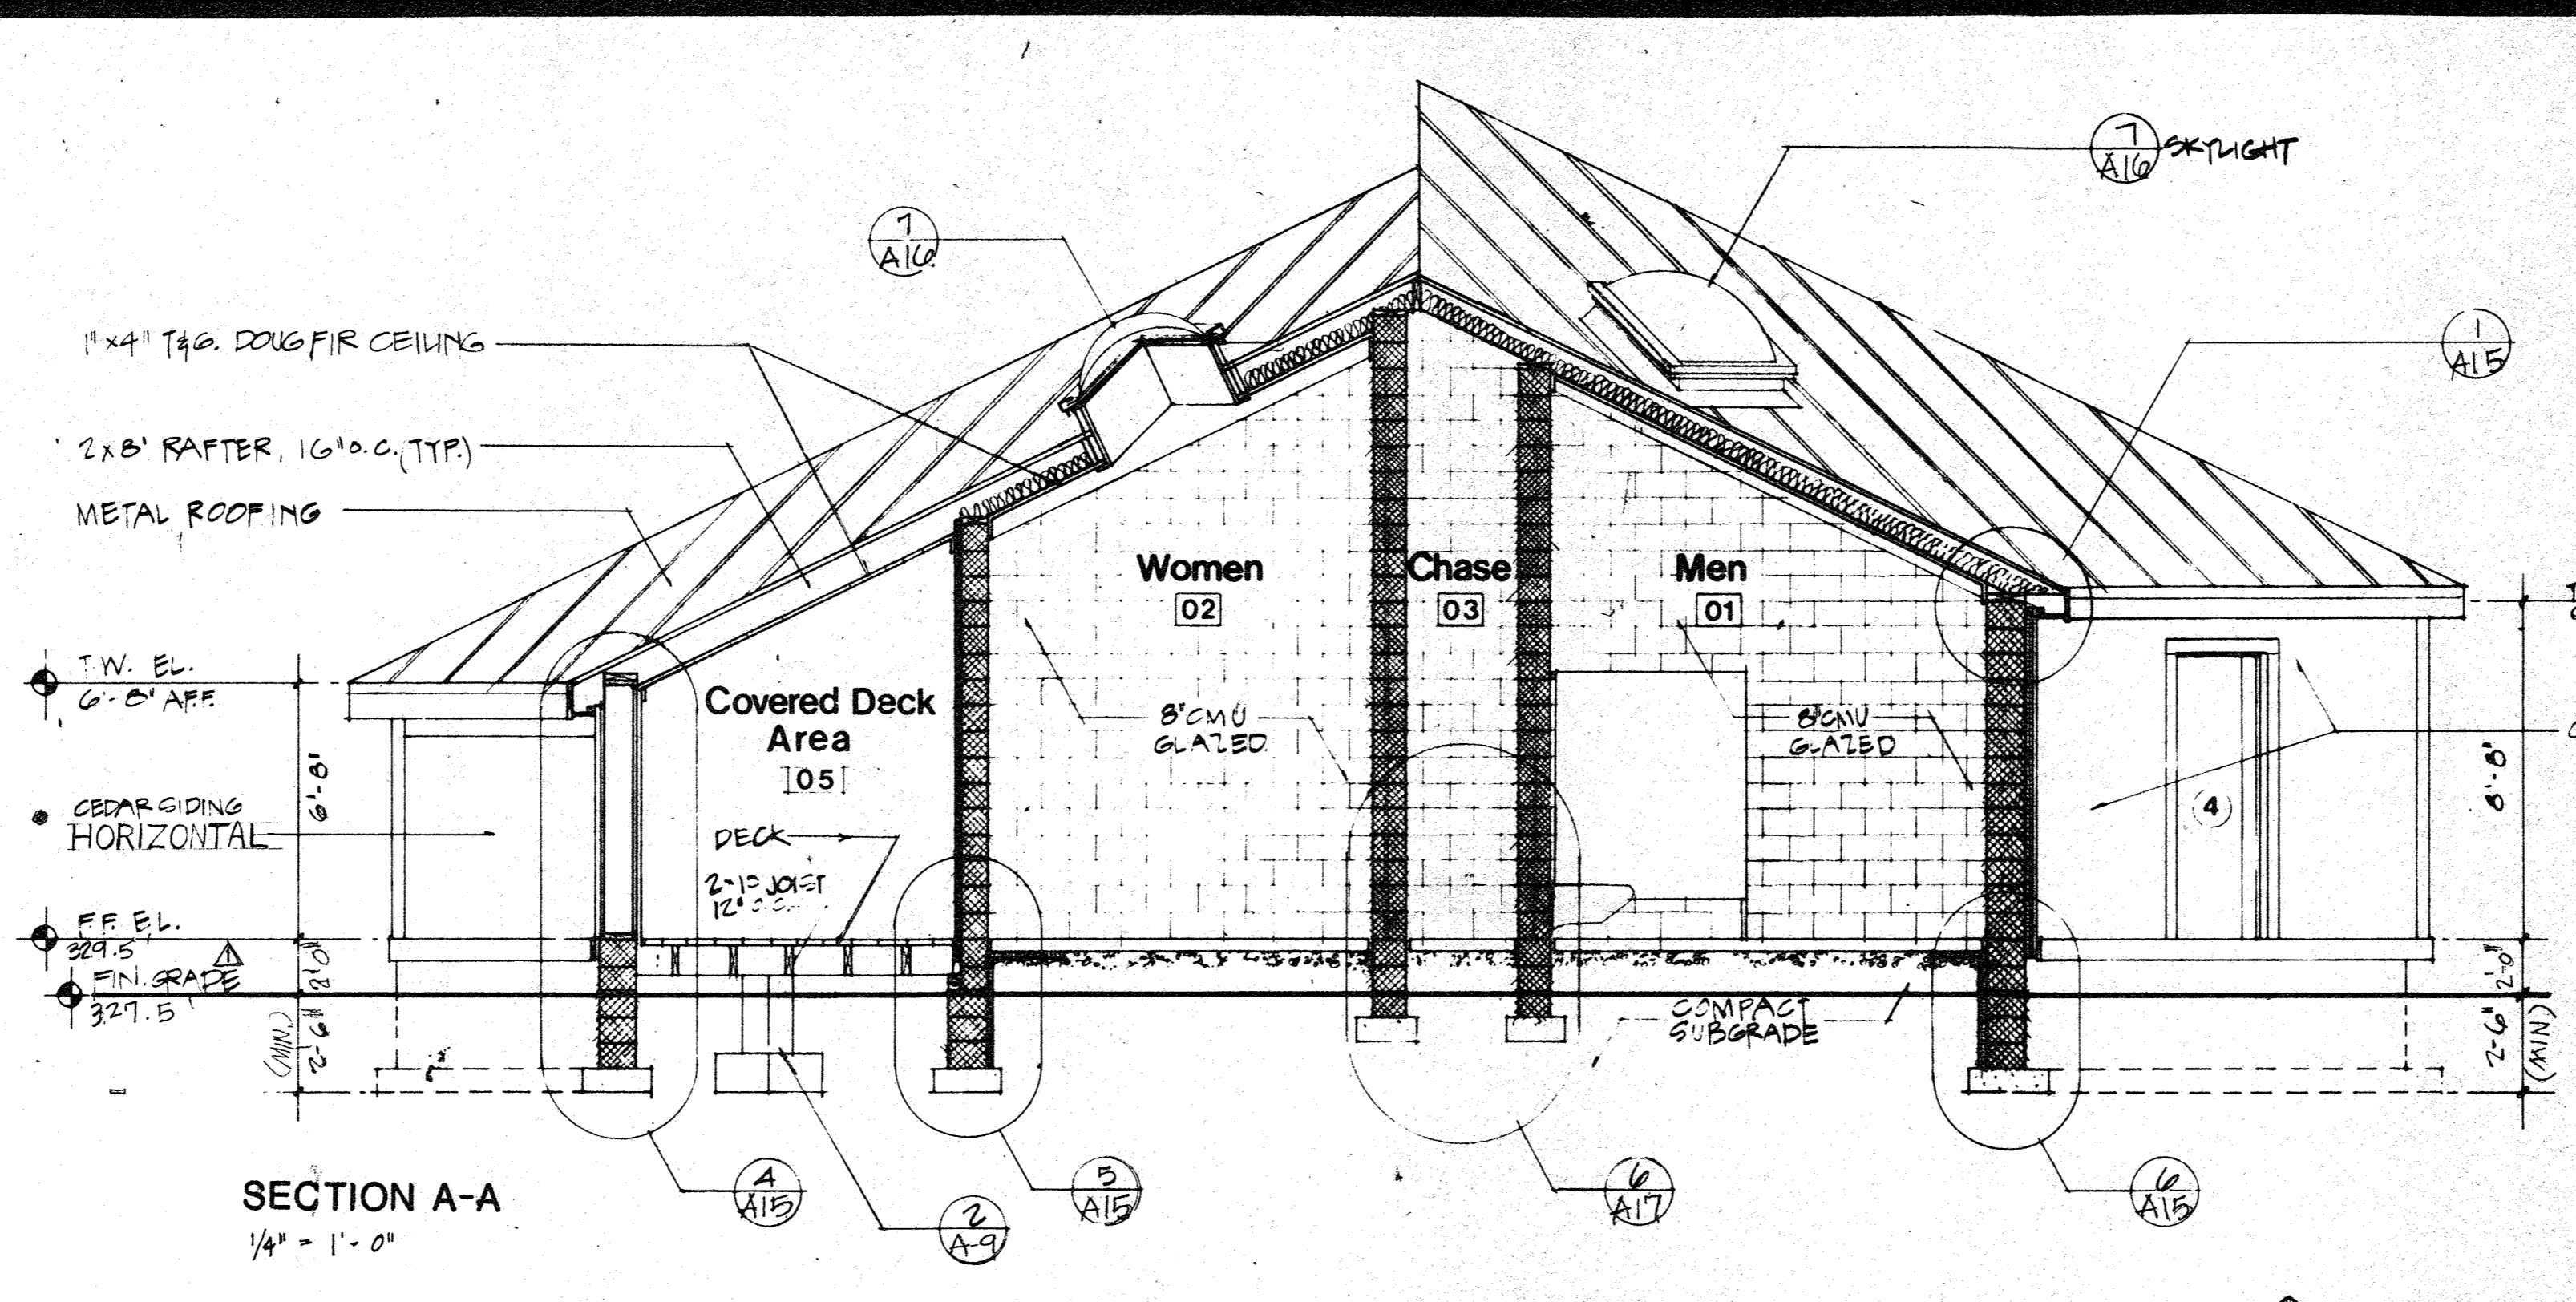 7
A16 SKYLIGHT
7
A16
1
A15
1"x4" T&G. DOUG FIR CEILING
2x8' RAFTER, 16" O.C. (TYP.)
METAL ROOFING
Women
02
Chase
03
Men
01
T.W. EL.
6'-8" AFF.
Covered Deck
Area
05
8" CMU
GLAZED
8" CMU
GLAZED
6'-8"
8'-8"
4
CEDAR SIDING
HORIZONTAL
DECK
JOIST
12"
F.F. EL.
329.5
1
FIN. GRADE
327.5
2'-0"
2'-0"
COMPACT
SUBGRADE
2'-6"
(MIN)
2'-6"
(MIN)
4
A15
5
A15
6
A17
6
A15
2
A-9
SECTION A-A
1/4" = 1'-0"